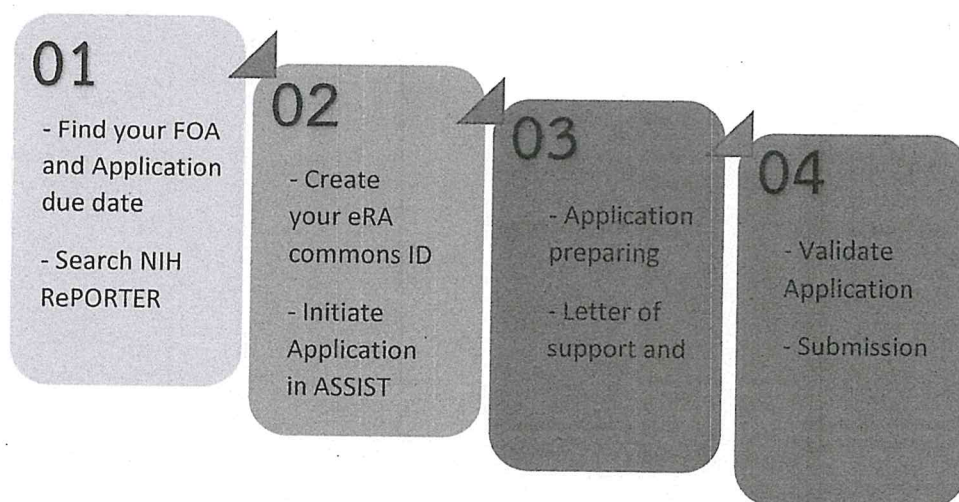 01
- Find your FOA
and Application
due date
- Search NIH
RePORTER
02
- Create
your eRA
commons ID
- Initiate
Application
in ASSIST
03
- Application
preparing
- Letter of
support and
04
- Validate
Application
- Submission